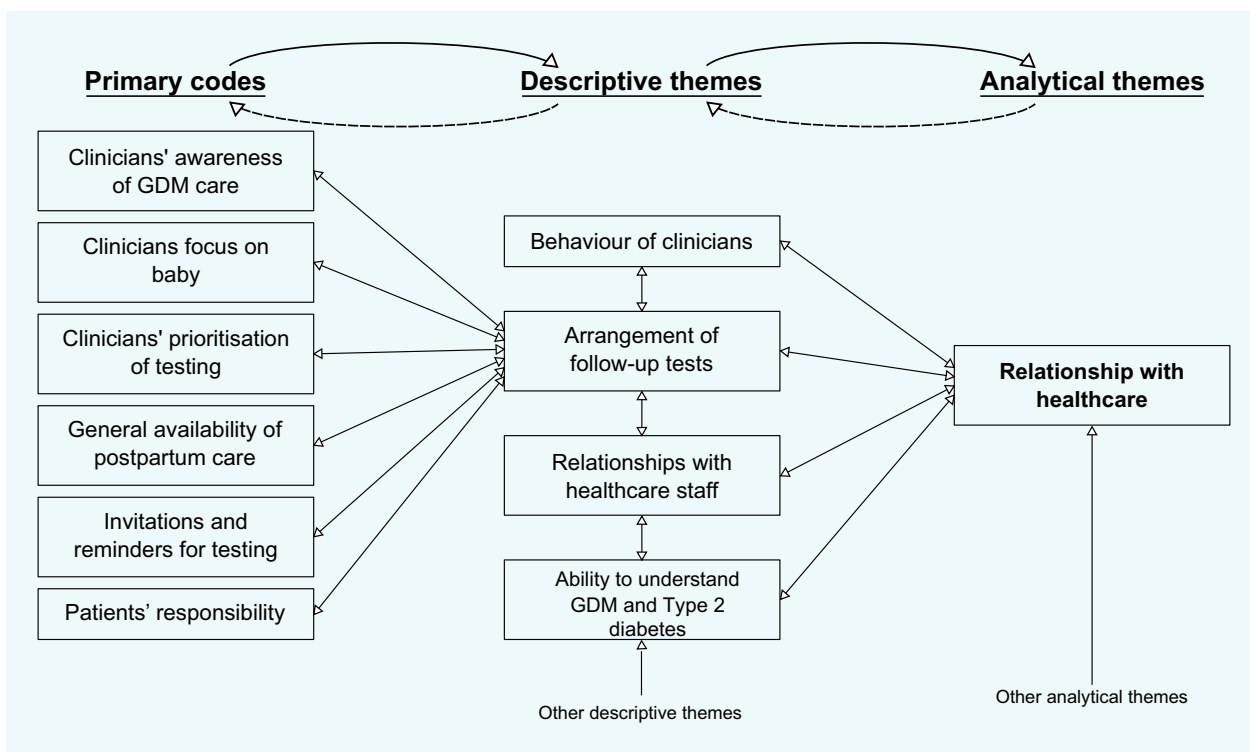 Primary codes
Descriptive themes
Analytical themes
Clinicians' awareness
of GDM care
Clinicians focus on
baby
Clinicians' prioritisation
of testing
General availability of
postpartum care
Invitations and
reminders for testing
Patients’ responsibility
Behaviour of clinicians
Arrangement of
follow-up tests
Relationships with
healthcare staff
Ability to understand
GDM and Type 2
diabetes
Other descriptive themes
Relationship with
healthcare
Other analytical themes